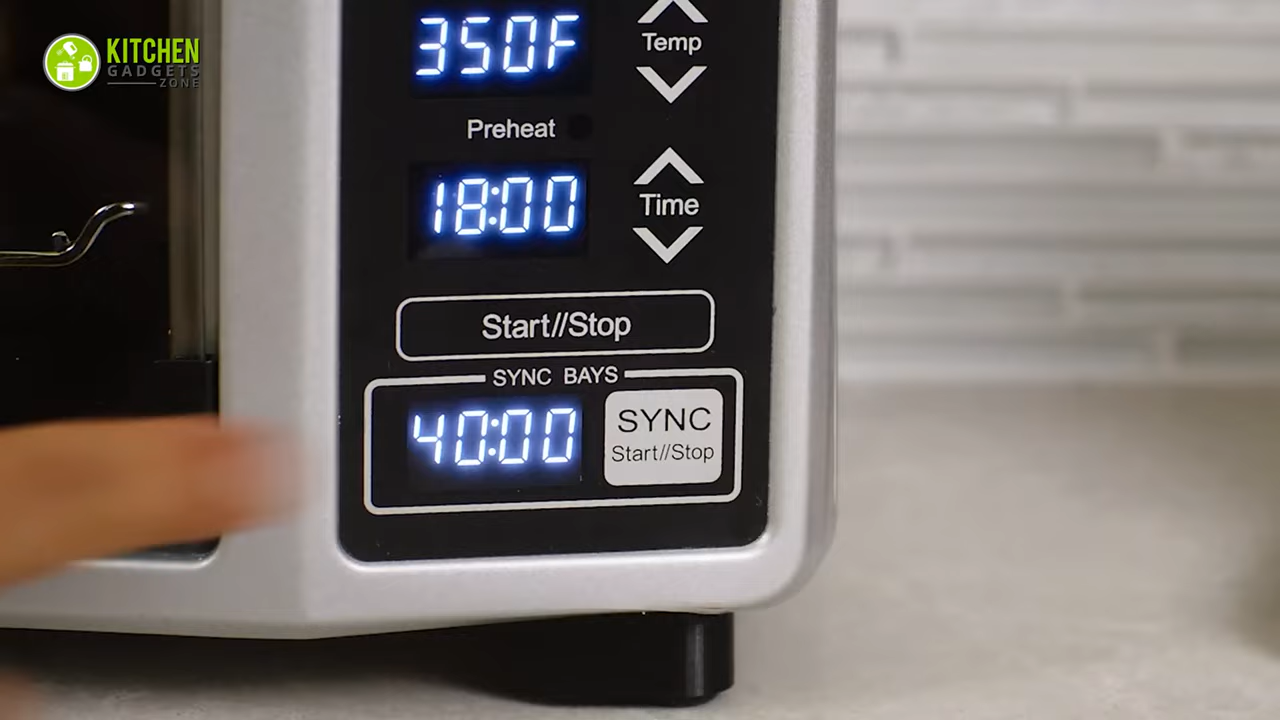 KITCHEN
GADGETS
ZONE
350F
Temp
Preheat
18:00
Time
Start//Stop
SYNC BAYS
40:00
SYNC
Start//Stop